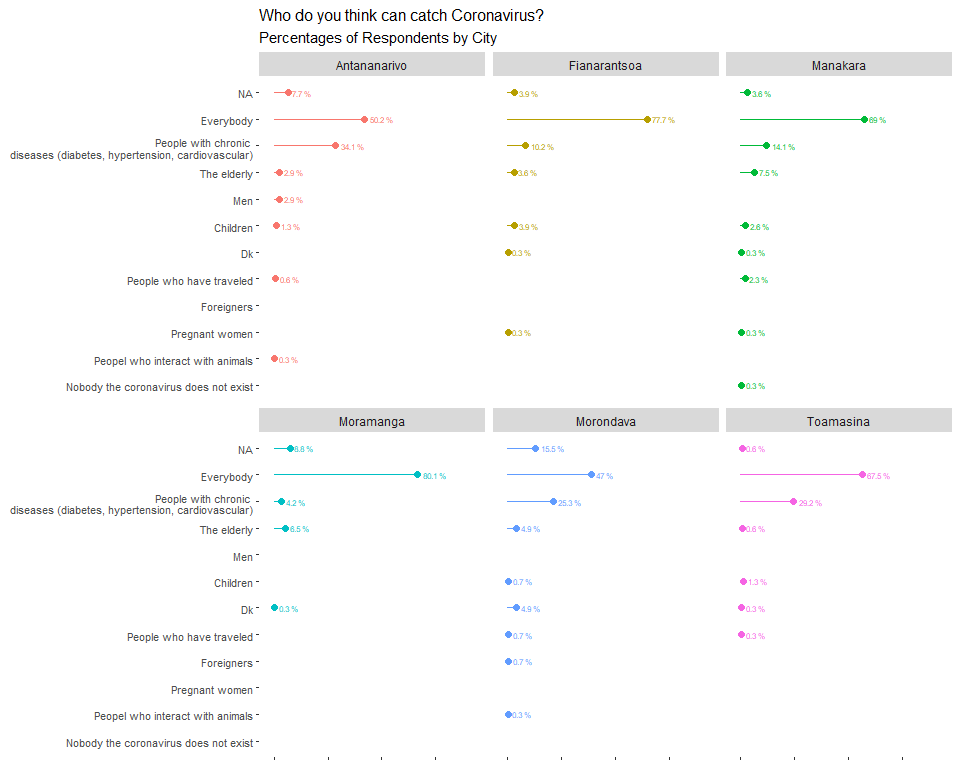 Who do you think can catch Coronavirus?
Percentages of Respondents by City
Antananarivo Fianarantsoa Manakara
NA 7.7 % 3.9 % 3.6 %
Everybody 50.2 % 77.7 % 69 %
People with chronic
diseases (diabetes, hypertension, cardiovascular) 34.1 % 10.2 % 14.1 %
The elderly 2.9 % 3.6 % 7.5 %
Men 2.9 %
Children 1.3 % 3.9 % 2.6 %
Dk 0.3 % 0.3 %
People who have traveled 0.6 % 2.3 %
Foreigners
Pregnant women 0.3 % 0.3 %
Peopel who interact with animals 0.3 %
Nobody the coronavirus does not exist 0.3 %
Moramanga Morondava Toamasina
NA 8.8 % 15.5 % 0.6 %
Everybody 80.1 % 47 % 67.5 %
People with chronic
diseases (diabetes, hypertension, cardiovascular) 4.2 % 25.3 % 29.2 %
The elderly 6.5 % 4.9 % 0.6 %
Men
Children 0.7 % 1.3 %
Dk 0.3 % 4.9 % 0.3 %
People who have traveled 0.7 % 0.3 %
Foreigners 0.7 %
Pregnant women
Peopel who interact with animals 0.3 %
Nobody the coronavirus does not exist